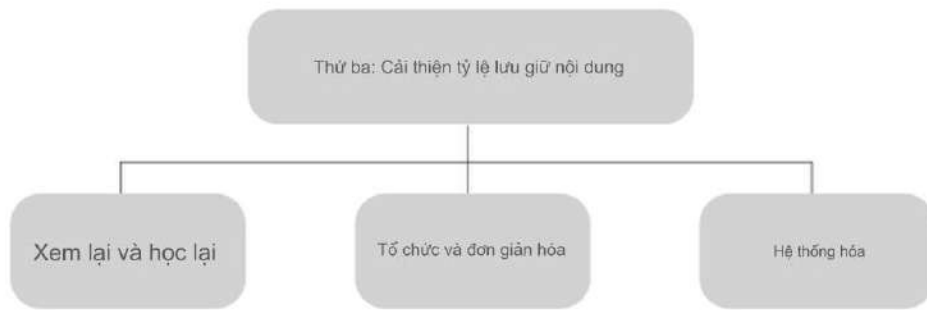 Thứ ba: Cải thiện tỷ lệ lưu giữ nội dung
Xem lại và học lại
Tổ chức và đơn giản hóa
Hệ thống hóa